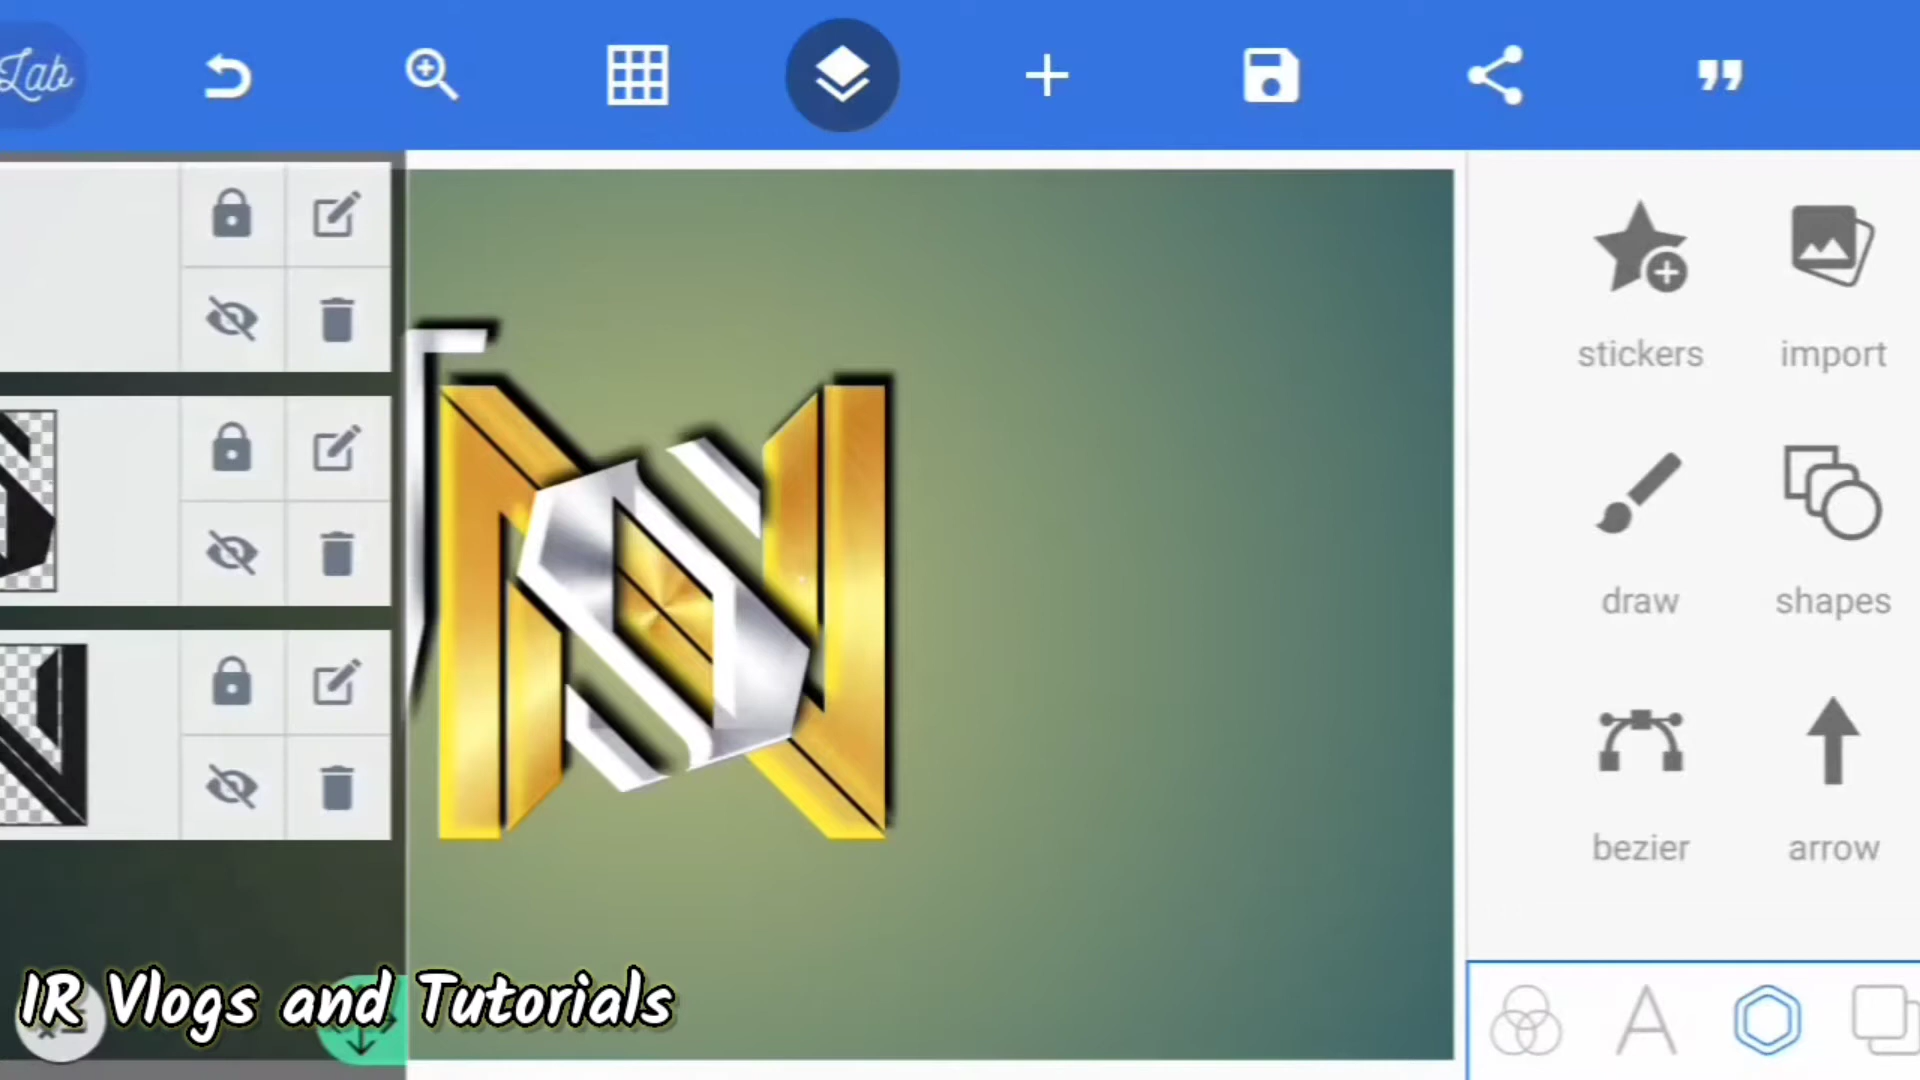 Lab
stickers import
draw shapes
bezier arrow
IR Vlogs and Tutorials